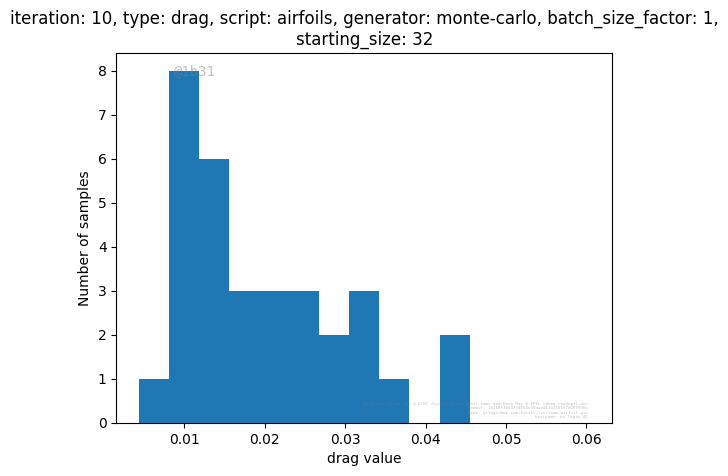 iteration: 10, type: drag, script: airfoils, generator: monte-carlo, batch_size_factor: 1,
starting_size: 32
@1b31
8
7
6
5
4
3
2
1
0
Number of samples
0.01 0.02 0.03 0.04 0.05 0.06
drag value